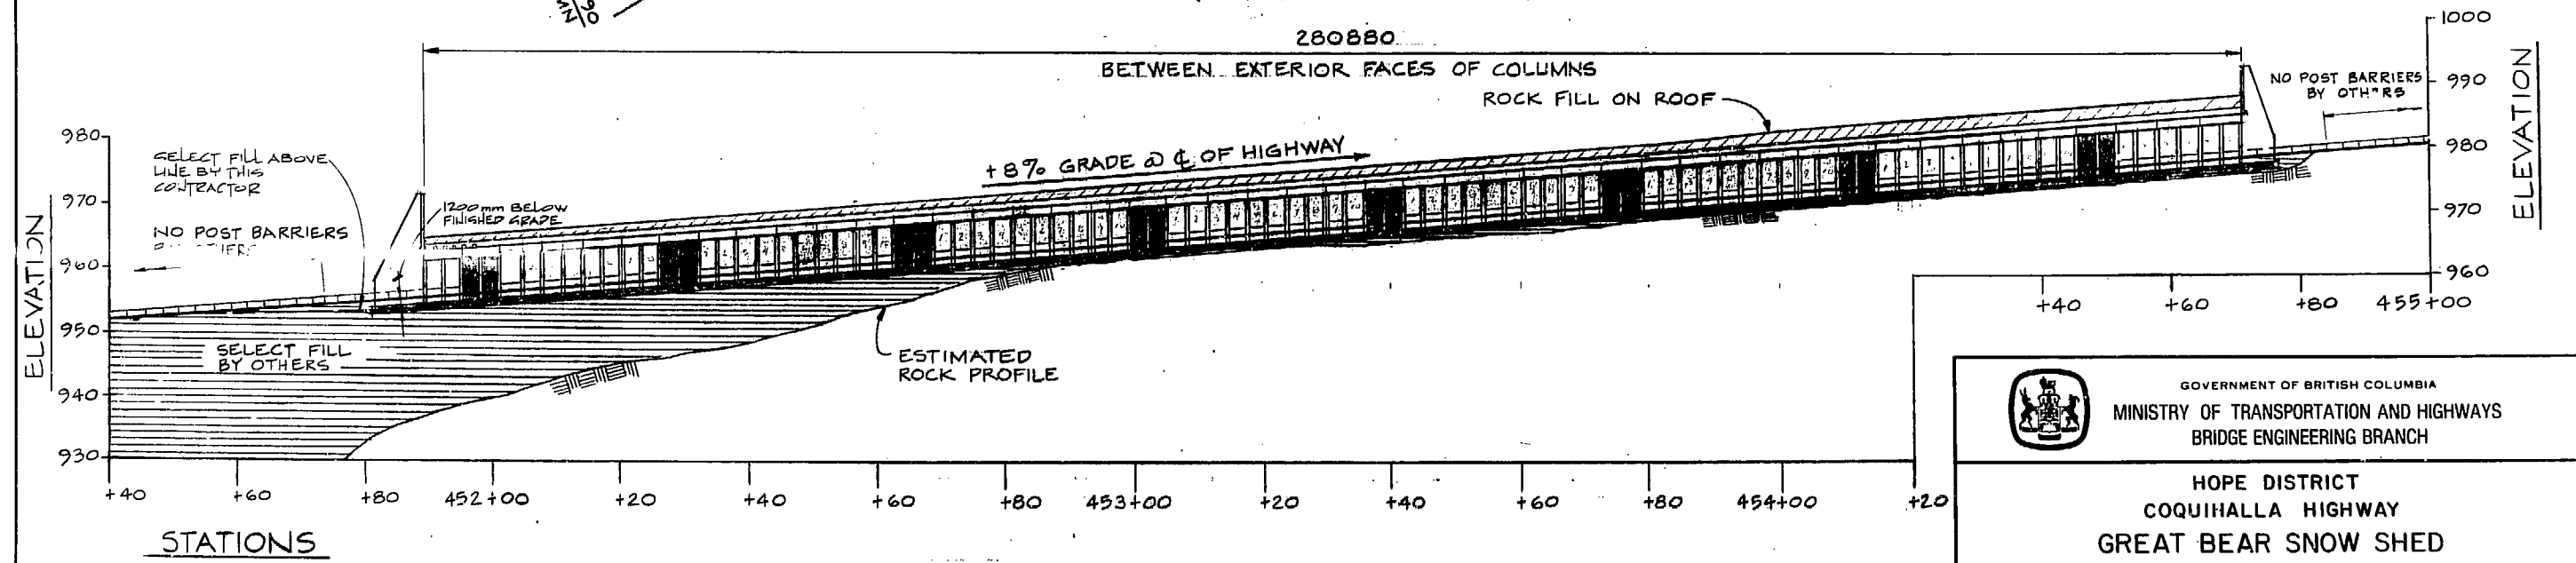 280880
BETWEEN EXTERIOR FACES OF COLUMNS
ROCK FILL ON ROOF
+8% GRADE @ ℄ OF HIGHWAY
NO POST BARRIERS
BY OTHERS
1000
990
980
970
960
ELEVATION
980
970
960
950
940
930
ELEVATION
SELECT FILL ABOVE
LINE BY THIS
CONTRACTOR
1200mm BELOW
FINISHED GRADE
NO POST BARRIERS
SELECT FILL
BY OTHERS
ESTIMATED
ROCK PROFILE
+40 +60 +80 455+00
+40 +60 +80 452+00 +20 +40 +60 +80 453+00 +20 +40 +60 +80 454+00 +20
STATIONS
GOVERNMENT OF BRITISH COLUMBIA
MINISTRY OF TRANSPORTATION AND HIGHWAYS
BRIDGE ENGINEERING BRANCH
HOPE DISTRICT
COQUIHALLA HIGHWAY
GREAT BEAR SNOW SHED